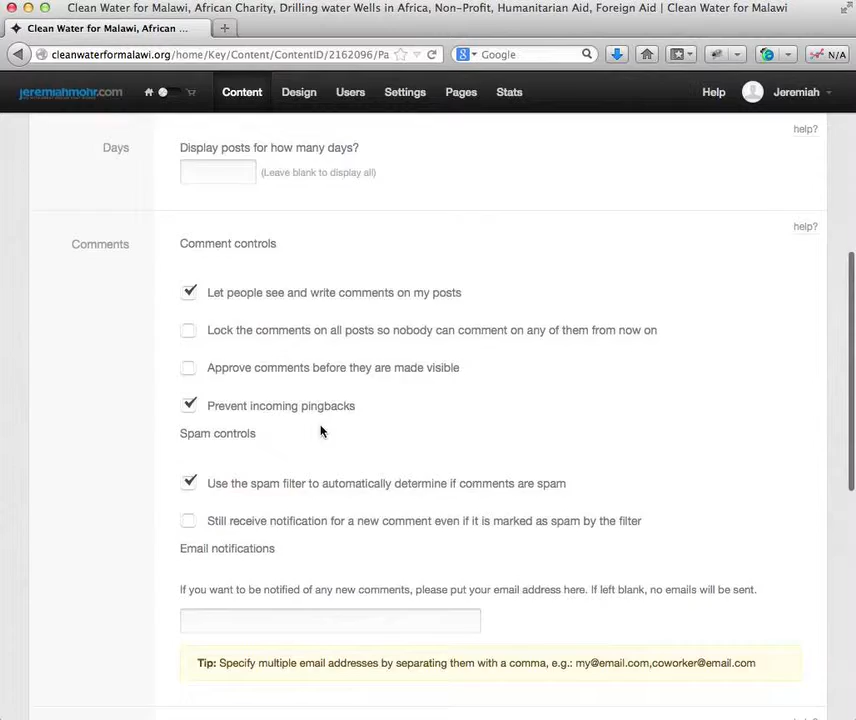 Clean Water for Malawi, African Charity, Drilling water Wells in Africa, Non-Profit, Humanitarian Aid, Foreign Aid | Clean Water for Malawi
Clean Water for Malawi, African ...
cleanwaterformalawi.org/home/Key/Content/ContentID/2162096/Pa
Google
N/A
jeremiahmohr.com
Content Design Users Settings Pages Stats Help Jeremiah
help?
Days
Display posts for how many days?
(Leave blank to display all)
help?
Comments
Comment controls
Let people see and write comments on my posts
Lock the comments on all posts so nobody can comment on any of them from now on
Approve comments before they are made visible
Prevent incoming pingbacks
Spam controls
Use the spam filter to automatically determine if comments are spam
Still receive notification for a new comment even if it is marked as spam by the filter
Email notifications
If you want to be notified of any new comments, please put your email address here. If left blank, no emails will be sent.
Tip: Specify multiple email addresses by separating them with a comma, e.g.: my@email.com,coworker@email.com